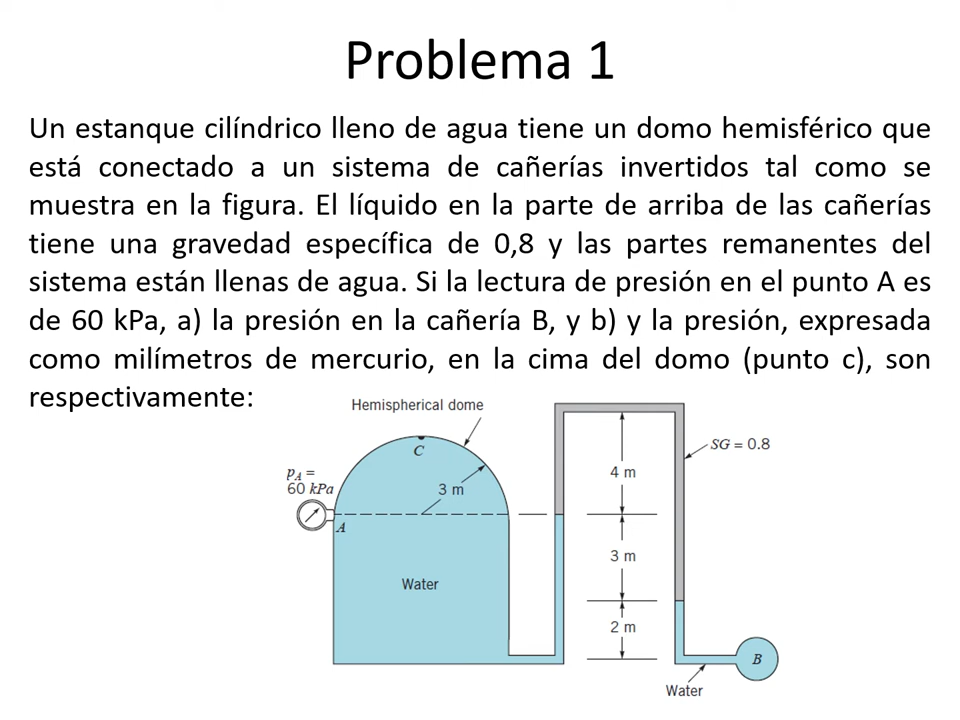 Problema 1
Un estanque cilíndrico lleno de agua tiene un domo hemisférico que
está conectado a un sistema de cañerías invertidos tal como se
muestra en la figura. El líquido en la parte de arriba de las cañerías
tiene una gravedad específica de 0,8 y las partes remanentes del
sistema están llenas de agua. Si la lectura de presión en el punto A es
de 60 kPa, a) la presión en la cañería B, y b) y la presión, expresada
como milímetros de mercurio, en la cima del domo (punto c), son
respectivamente:
Hemispherical dome
C
SG = 0.8
pA =
60 kPa
3 m
4 m
A
3 m
Water
2 m
B
Water